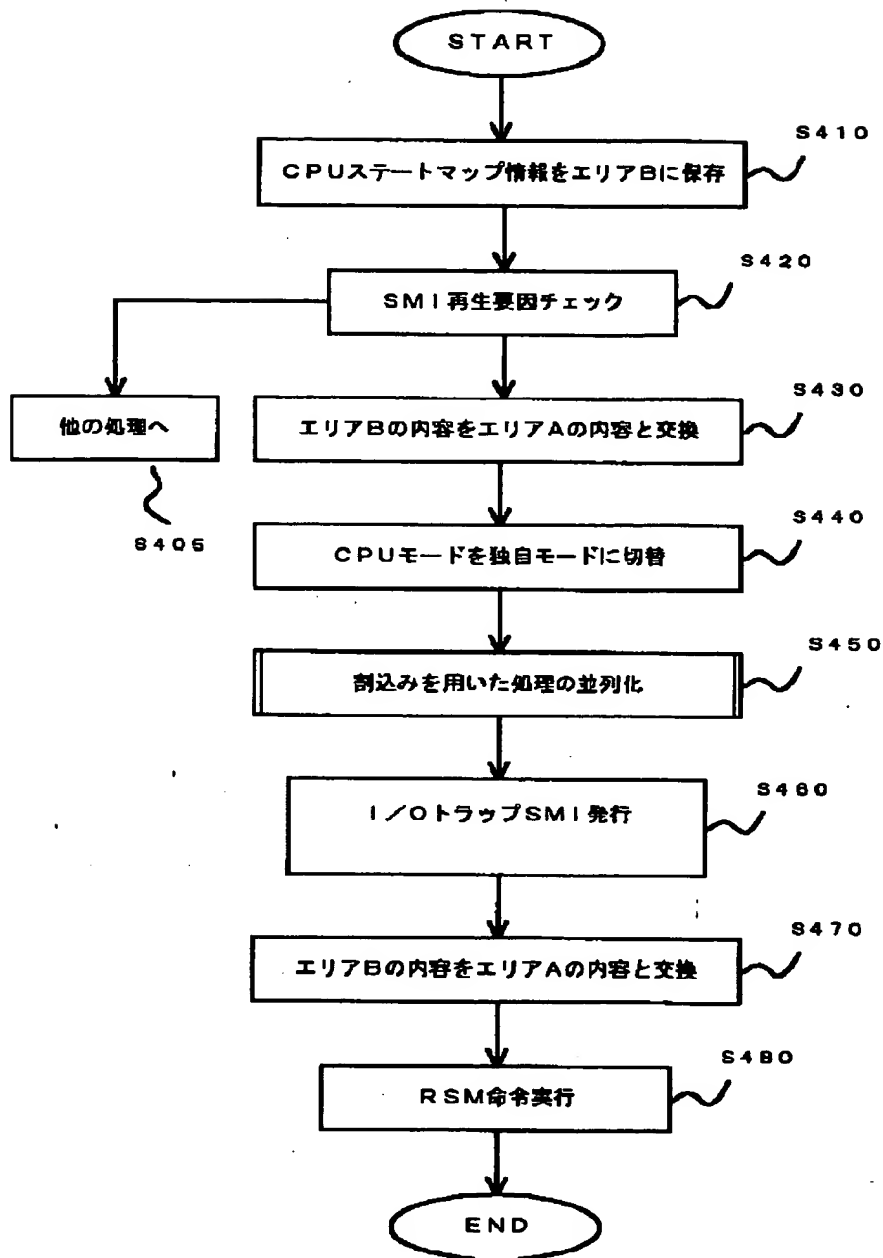 START
S410
CPUステートマップ情報をエリアBに保存
S420
SMI再生要因チェック
S430
他の処理へ
エリアBの内容をエリアAの内容と交換
S405
S440
CPUモードを独自モードに切替
S450
割込みを用いた処理の並列化
S460
I/OトラップSMI発行
S470
エリアBの内容をエリアAの内容と交換
S480
RSM命令実行
END